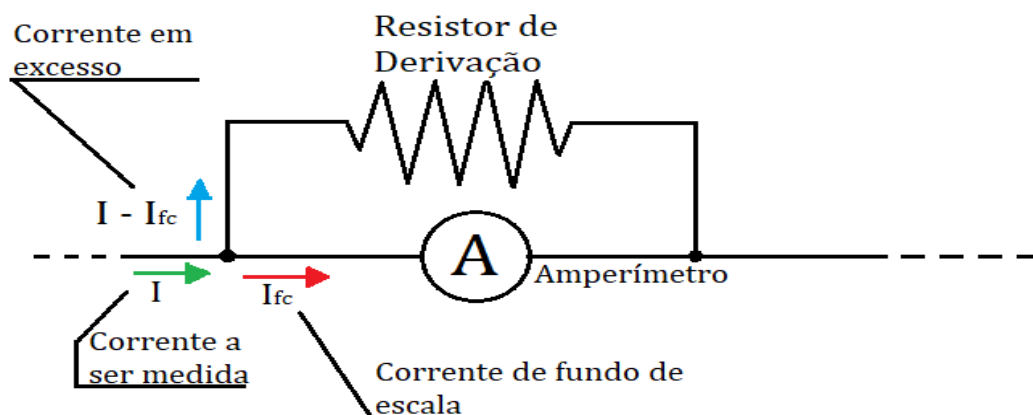 Corrente em
excesso
Resistor de
Derivação
I - Ifc
A
Amperímetro
I
Ifc
Corrente a
ser medida
Corrente de fundo de
escala